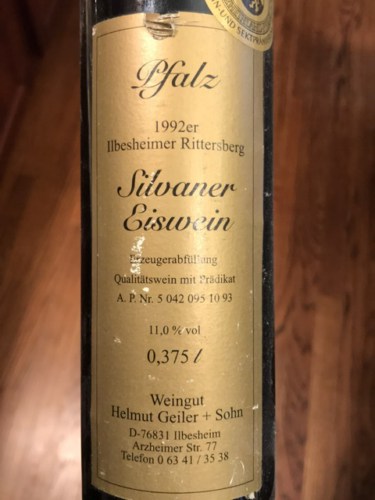 Pfalz
1992er
Ilbesheimer Rittersberg
Silvaner
Eiswein
Erzeugerabfüllung
Qualitätswein mit Prädikat
A. P. Nr. 5 042 095 10 93
11,0 % vol
0,375 l
Weingut
Helmut Geiler + Sohn
D-76831 Ilbesheim
Arzheimer Str. 77
Telefon 0 63 41 / 35 38